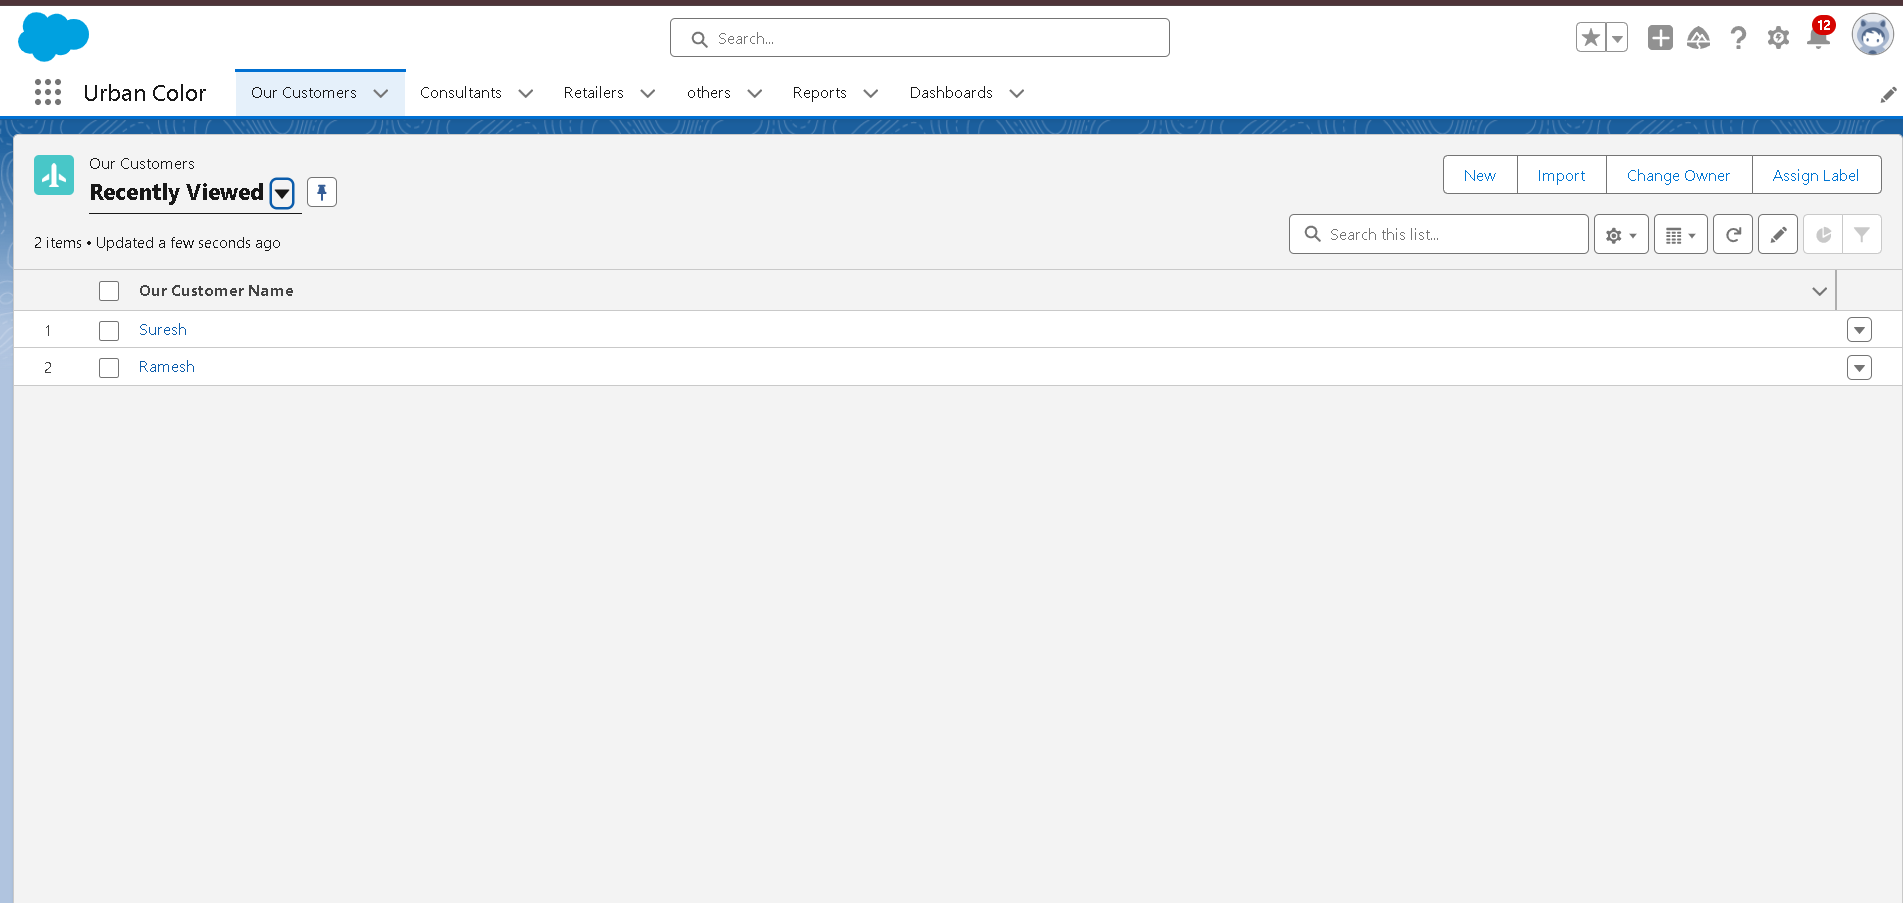 Search...
12
Urban Color
Our Customers
Consultants
Retailers
others
Reports
Dashboards
Our Customers
Recently Viewed
New
Import
Change Owner
Assign Label
2 items • Updated a few seconds ago
Search this list...
Our Customer Name
1
Suresh
2
Ramesh